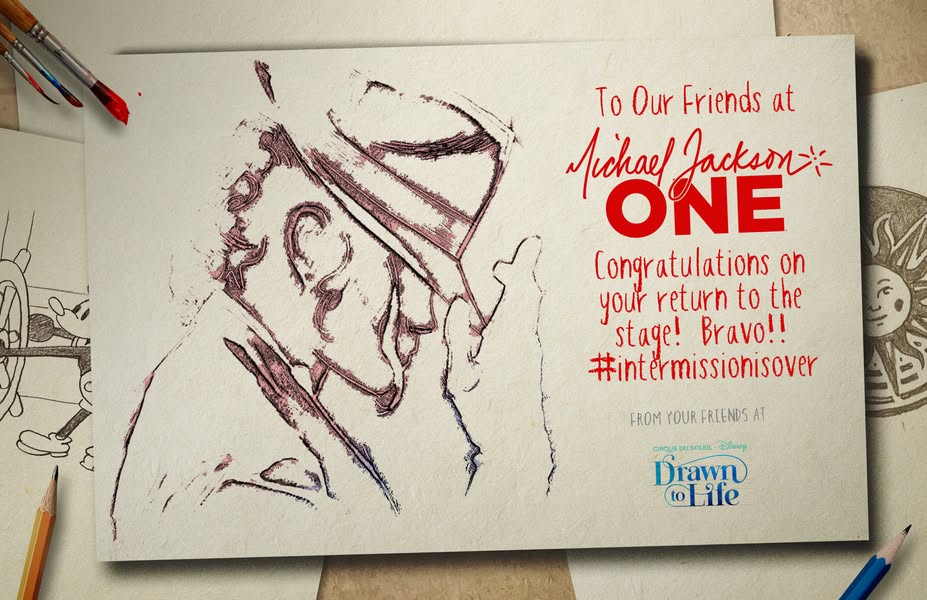 To Our Friends at
Michael Jackson
ONE
Congratulations on
your return to the
stage! Bravo!!
#intermissionisover
FROM YOUR FRIENDS AT
CIRQUE DU SOLEIL Disney
Drawn
to Life